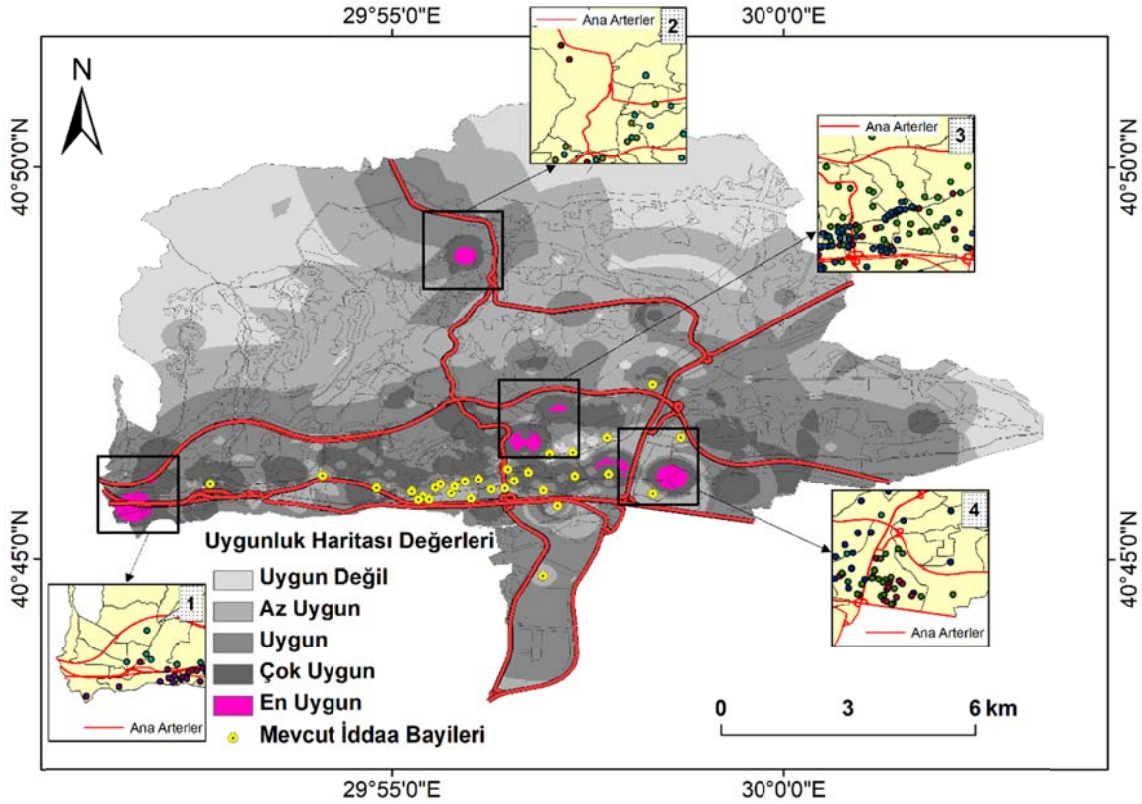 29°55'0"E
30°0'0"E
N
40°50'0"N
40°50'0"N
Ana Arterler
2
Ana Arterler
3
40°45'0"N
40°45'0"N
1
Ana Arterler
4
Ana Arterler
Uygunluk Haritası Değerleri
Uygun Değil
Az Uygun
Uygun
Çok Uygun
En Uygun
Mevcut İddaa Bayileri
0 3 6 km
29°55'0"E
30°0'0"E